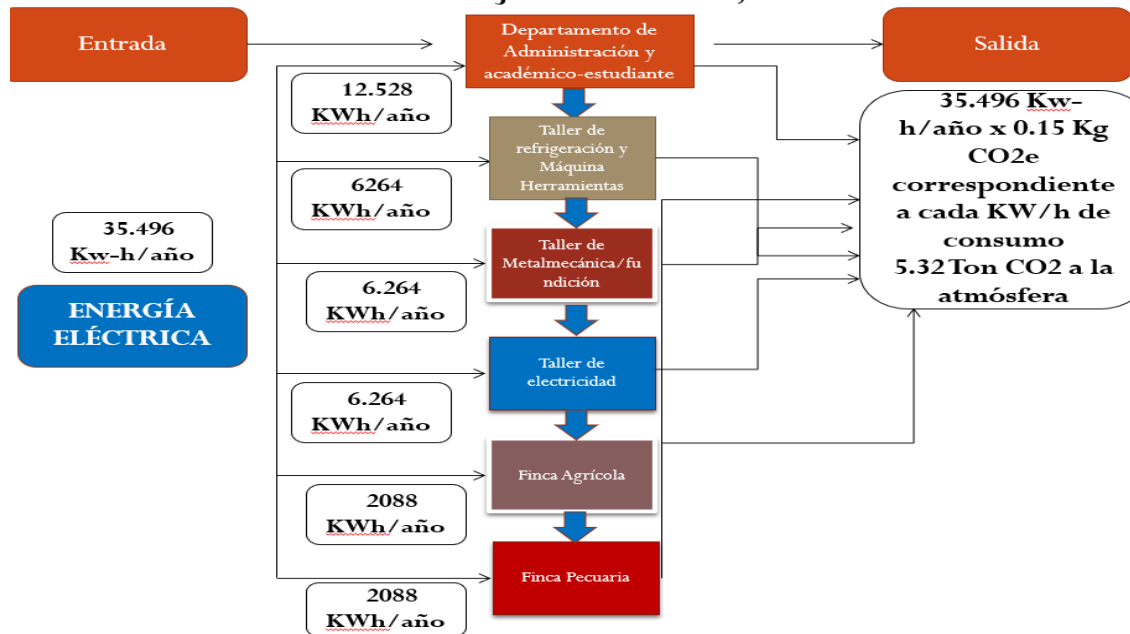 Entrada
Departamento de
Administración y
académico-estudiante
Salida
12.528
KWh/año
35.496 Kw-
h/año x 0.15 Kg
CO2e
correspondiente
a cada KW/h de
consumo
5.32 Ton CO2 a la
atmósfera
Taller de
refrigeración y
Máquina
Herramientas
6264
KWh/año
35.496
Kw-h/año
Taller de
Metalmecánica/fu
ndición
6.264
KWh/año
ENERGÍA
ELÉCTRICA
Taller de
electricidad
6.264
KWh/año
Finca Agrícola
2088
KWh/año
Finca Pecuaria
2088
KWh/año